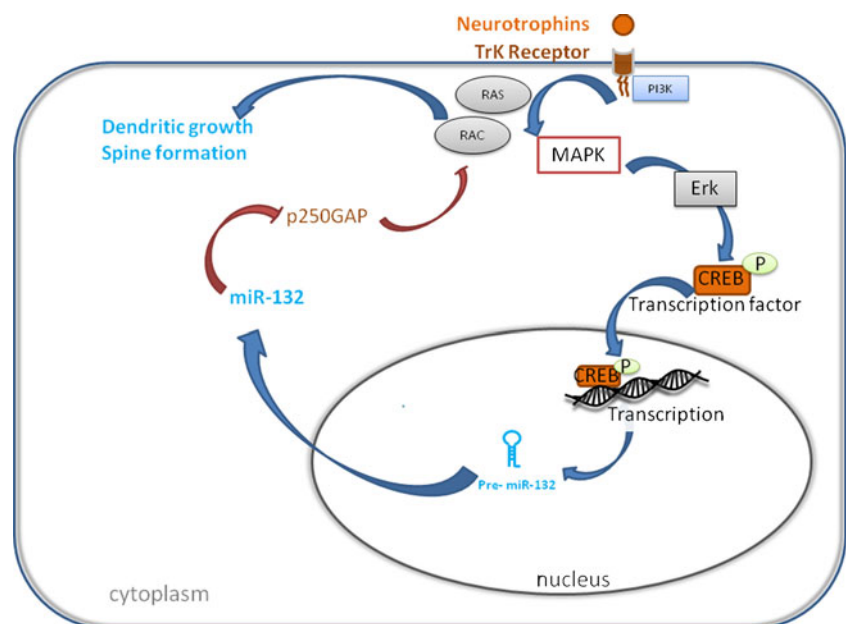 Neurotrophins
TrK Receptor
PI3K
RAS
RAC
MAPK
Dendritic growth
Spine formation
Erk
p250GAP
P
CREB
Transcription factor
miR-132
P
CREB
Transcription
Pre- miR-132
nucleus
cytoplasm